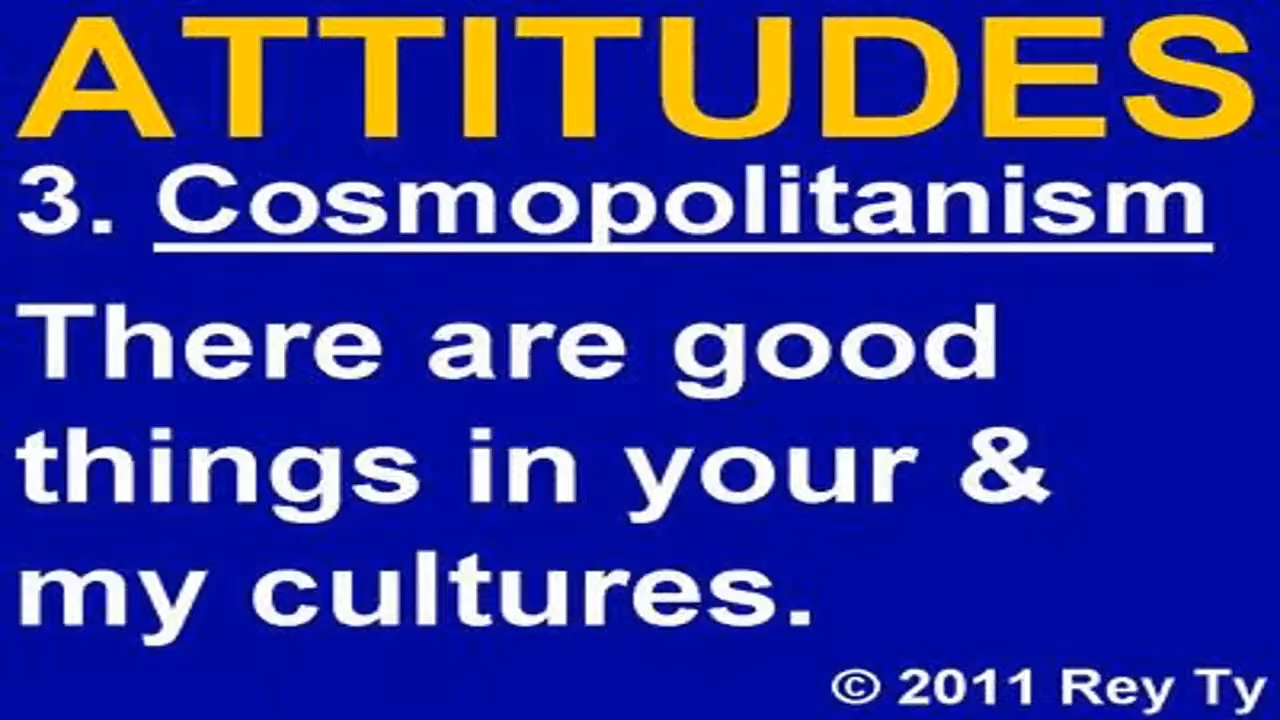 ATTITUDES
3. Cosmopolitanism
There are good
things in your &
my cultures.
© 2011 Rey Ty